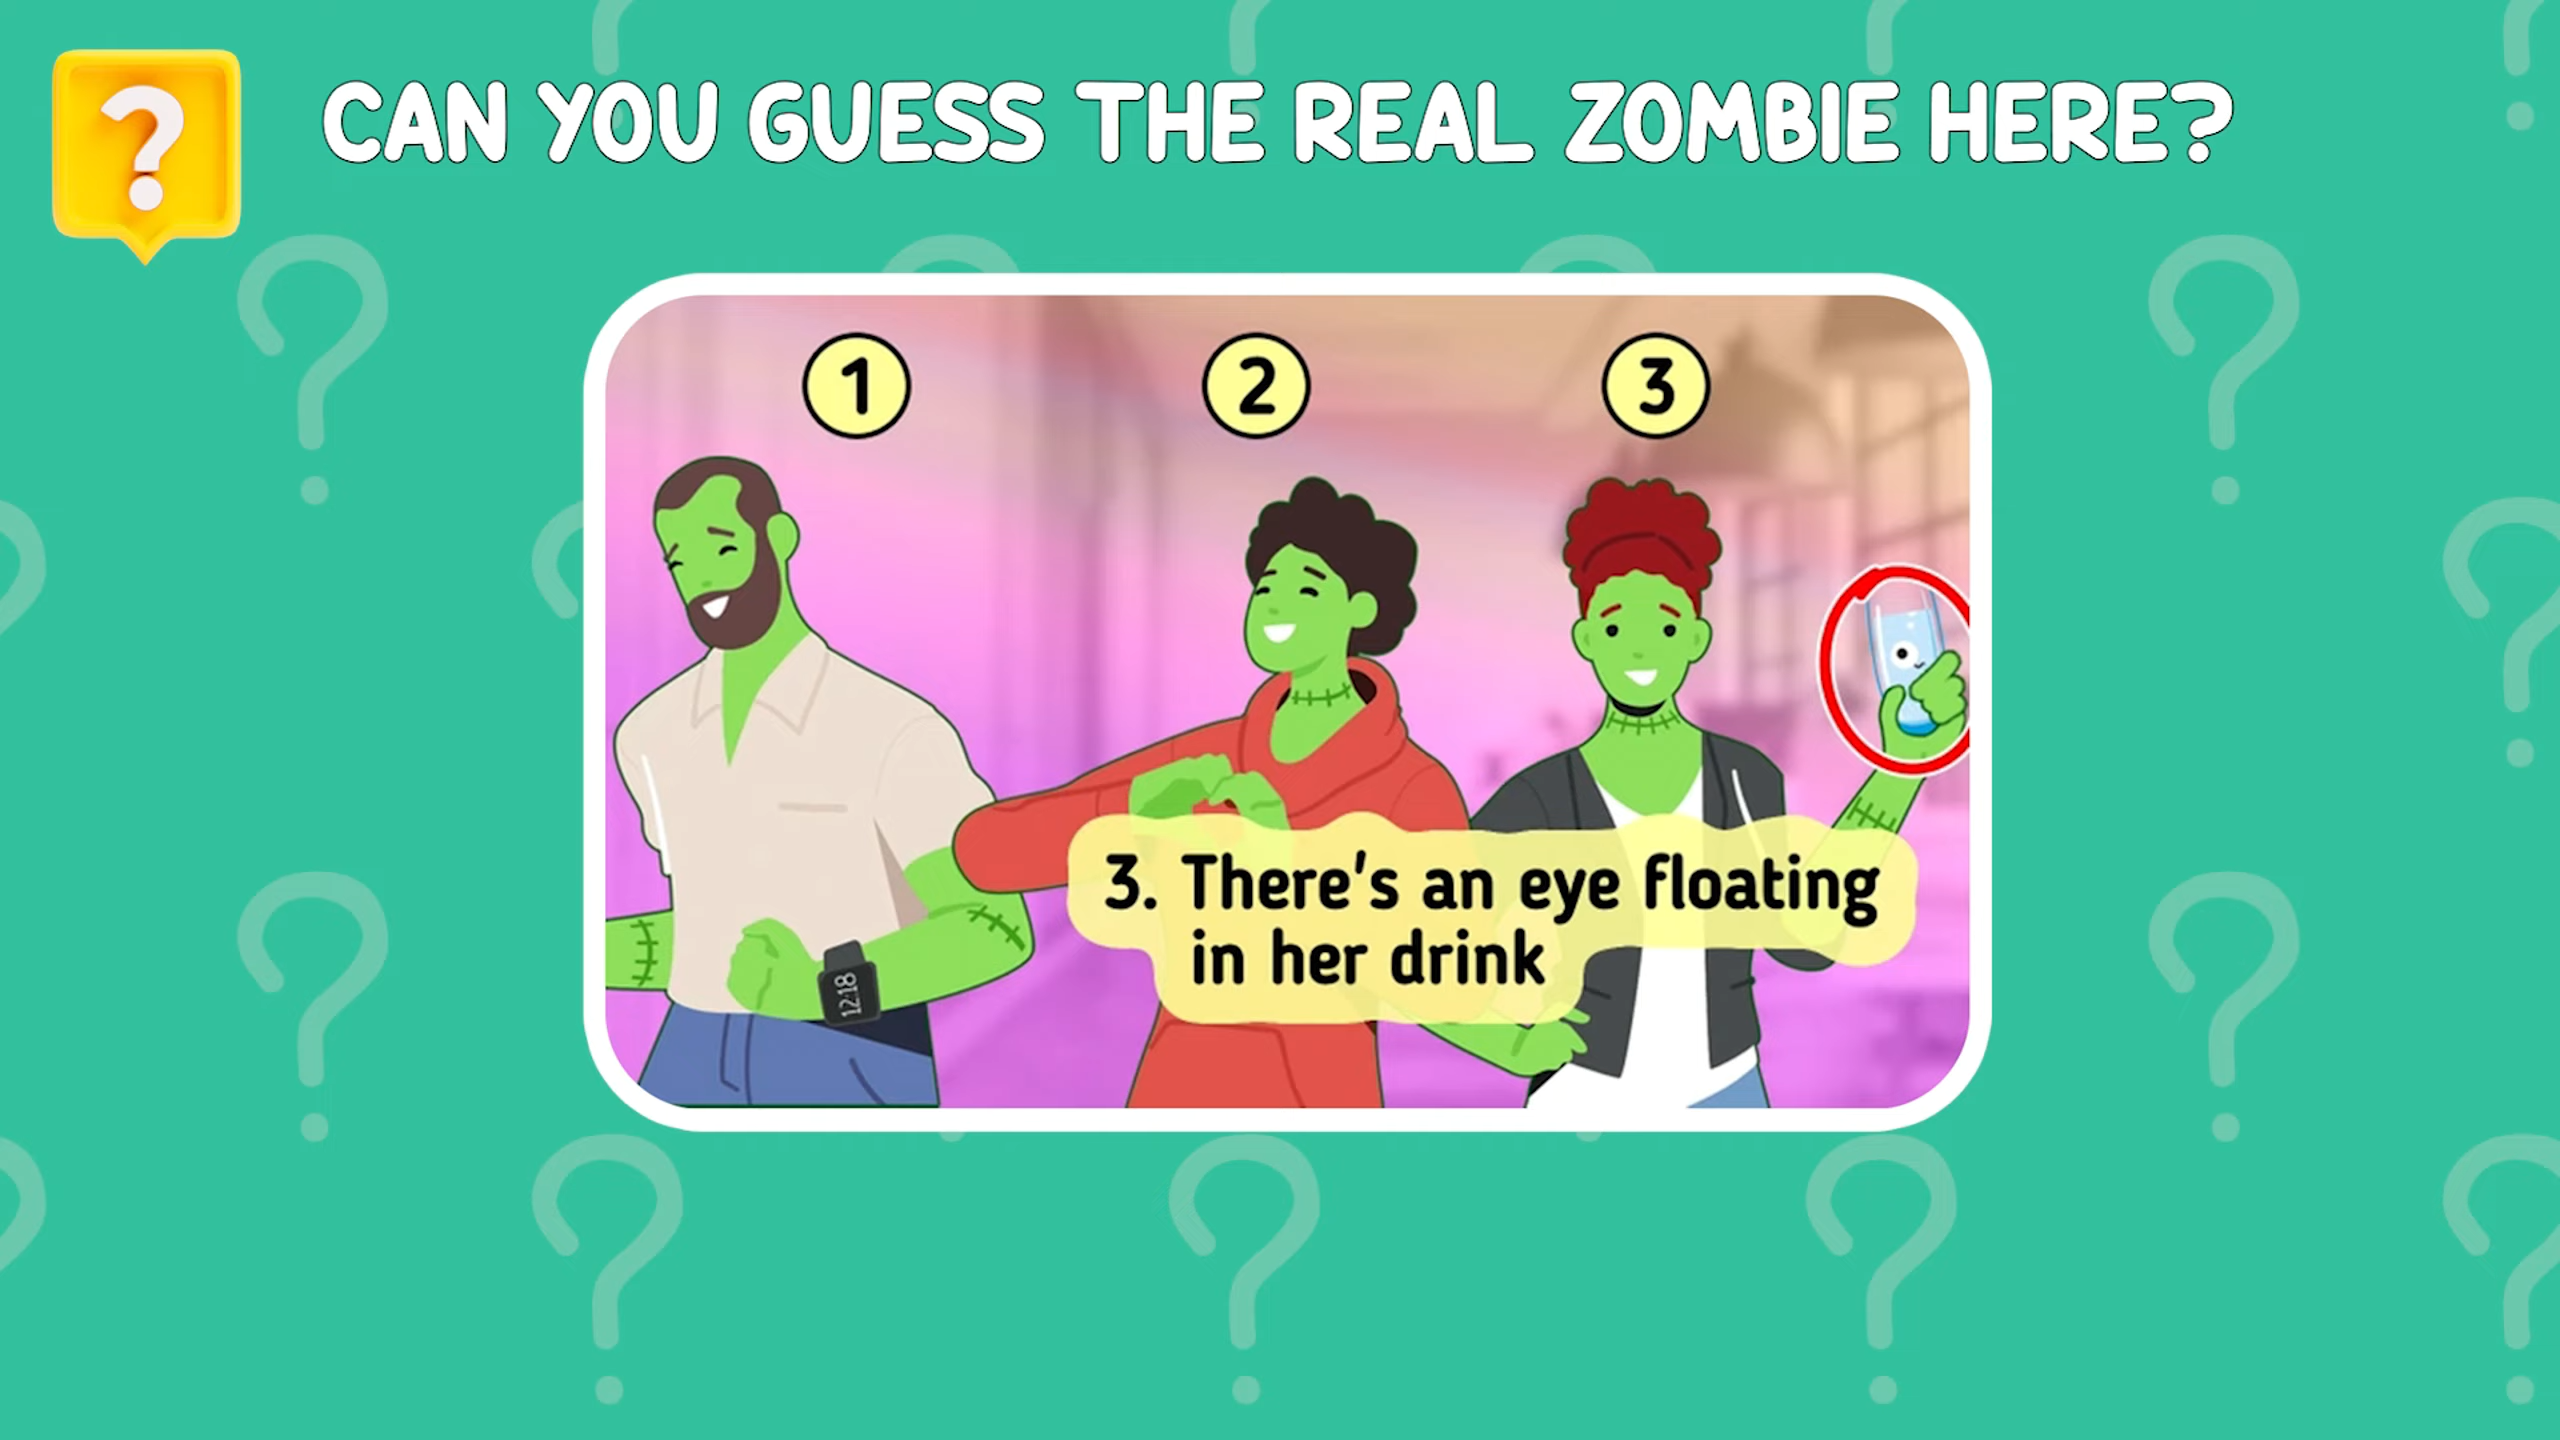 ?
CAN YOU GUESS THE REAL ZOMBIE HERE?
1
2
3
12:18
3. There's an eye floating
in her drink